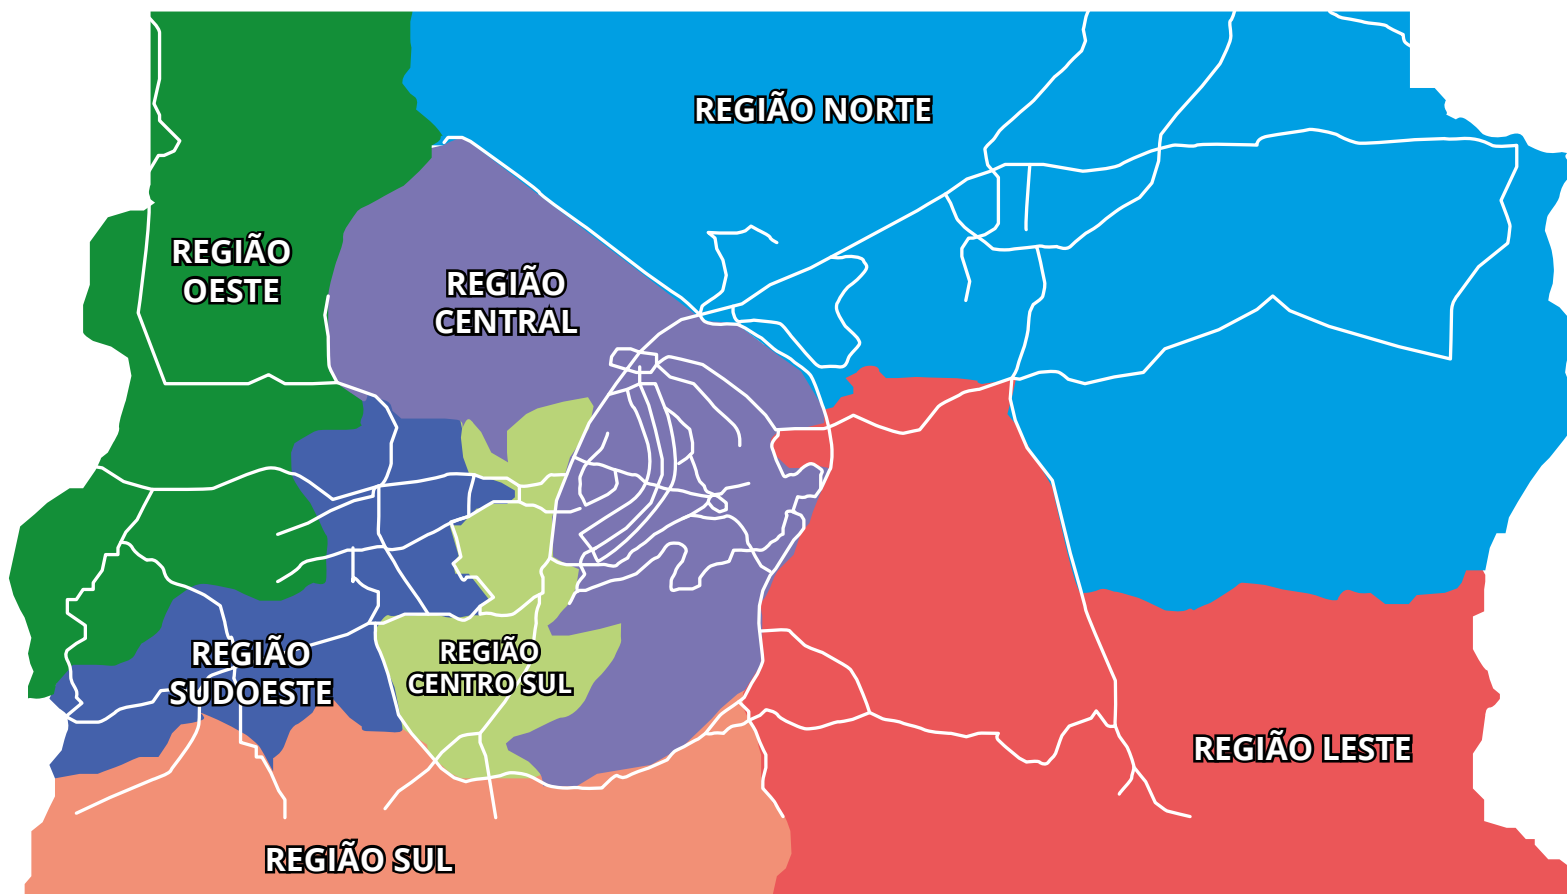 REGIÃO NORTE
REGIÃO
OESTE
REGIÃO
CENTRAL
REGIÃO
SUDOESTE
REGIÃO
CENTRO SUL
REGIÃO LESTE
REGIÃO SUL